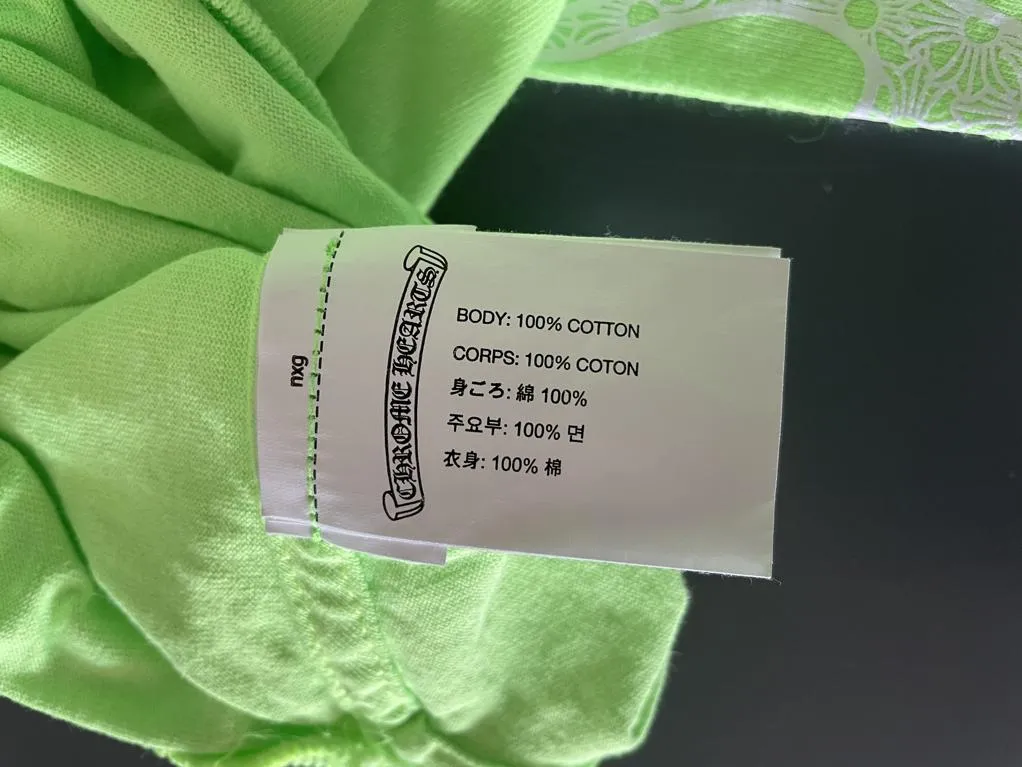 nxg
CHROME HEARTS
BODY: 100% COTTON
CORPS: 100% COTON
身ごろ: 綿 100%
주요부: 100% 면
衣身: 100% 棉